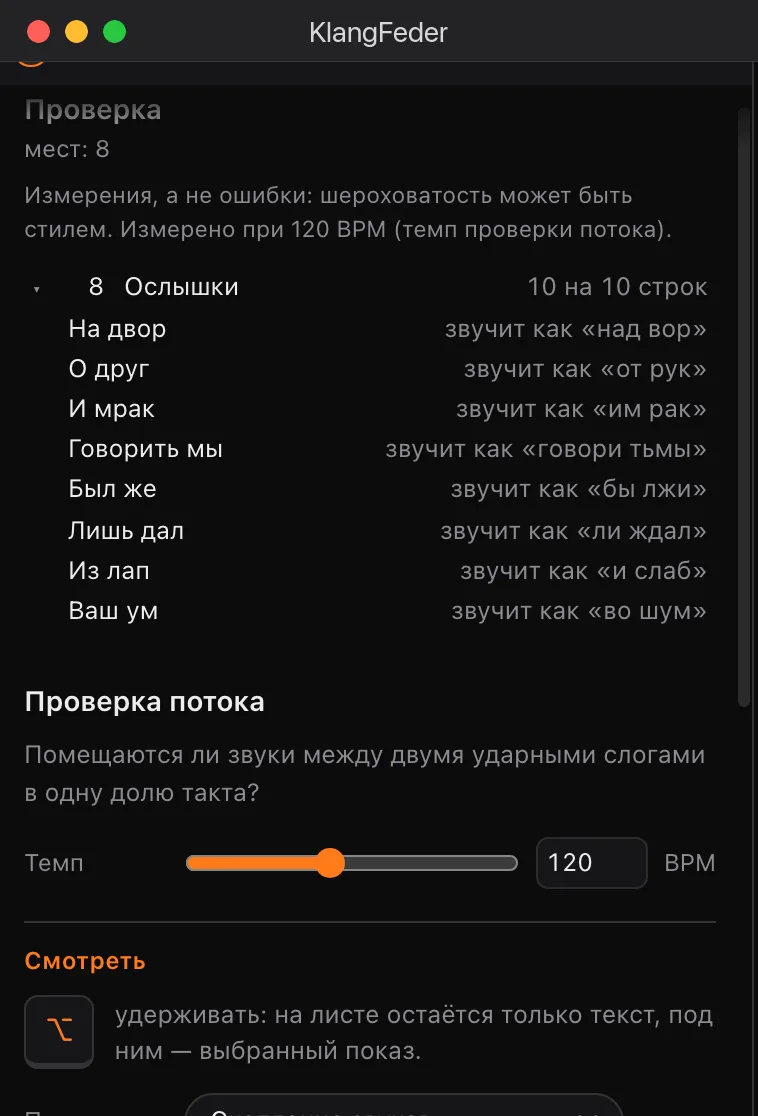 KlangFeder
Проверка
мест: 8
Измерения, а не ошибки: шероховатость может быть
стилем. Измерено при 120 BPM (темп проверки потока).
8 Ослышки 10 на 10 строк
На двор звучит как «над вор»
О друг звучит как «от рук»
И мрак звучит как «им рак»
Говорить мы звучит как «говори тьмы»
Был же звучит как «бы лжи»
Лишь дал звучит как «ли ждал»
Из лап звучит как «и слаб»
Ваш ум звучит как «во шум»
Проверка потока
Помещаются ли звуки между двумя ударными слогами
в одну долю такта?
Темп 120 BPM
Смотреть
⌥ удерживать: на листе остаётся только текст, под
ним — выбранный показ.